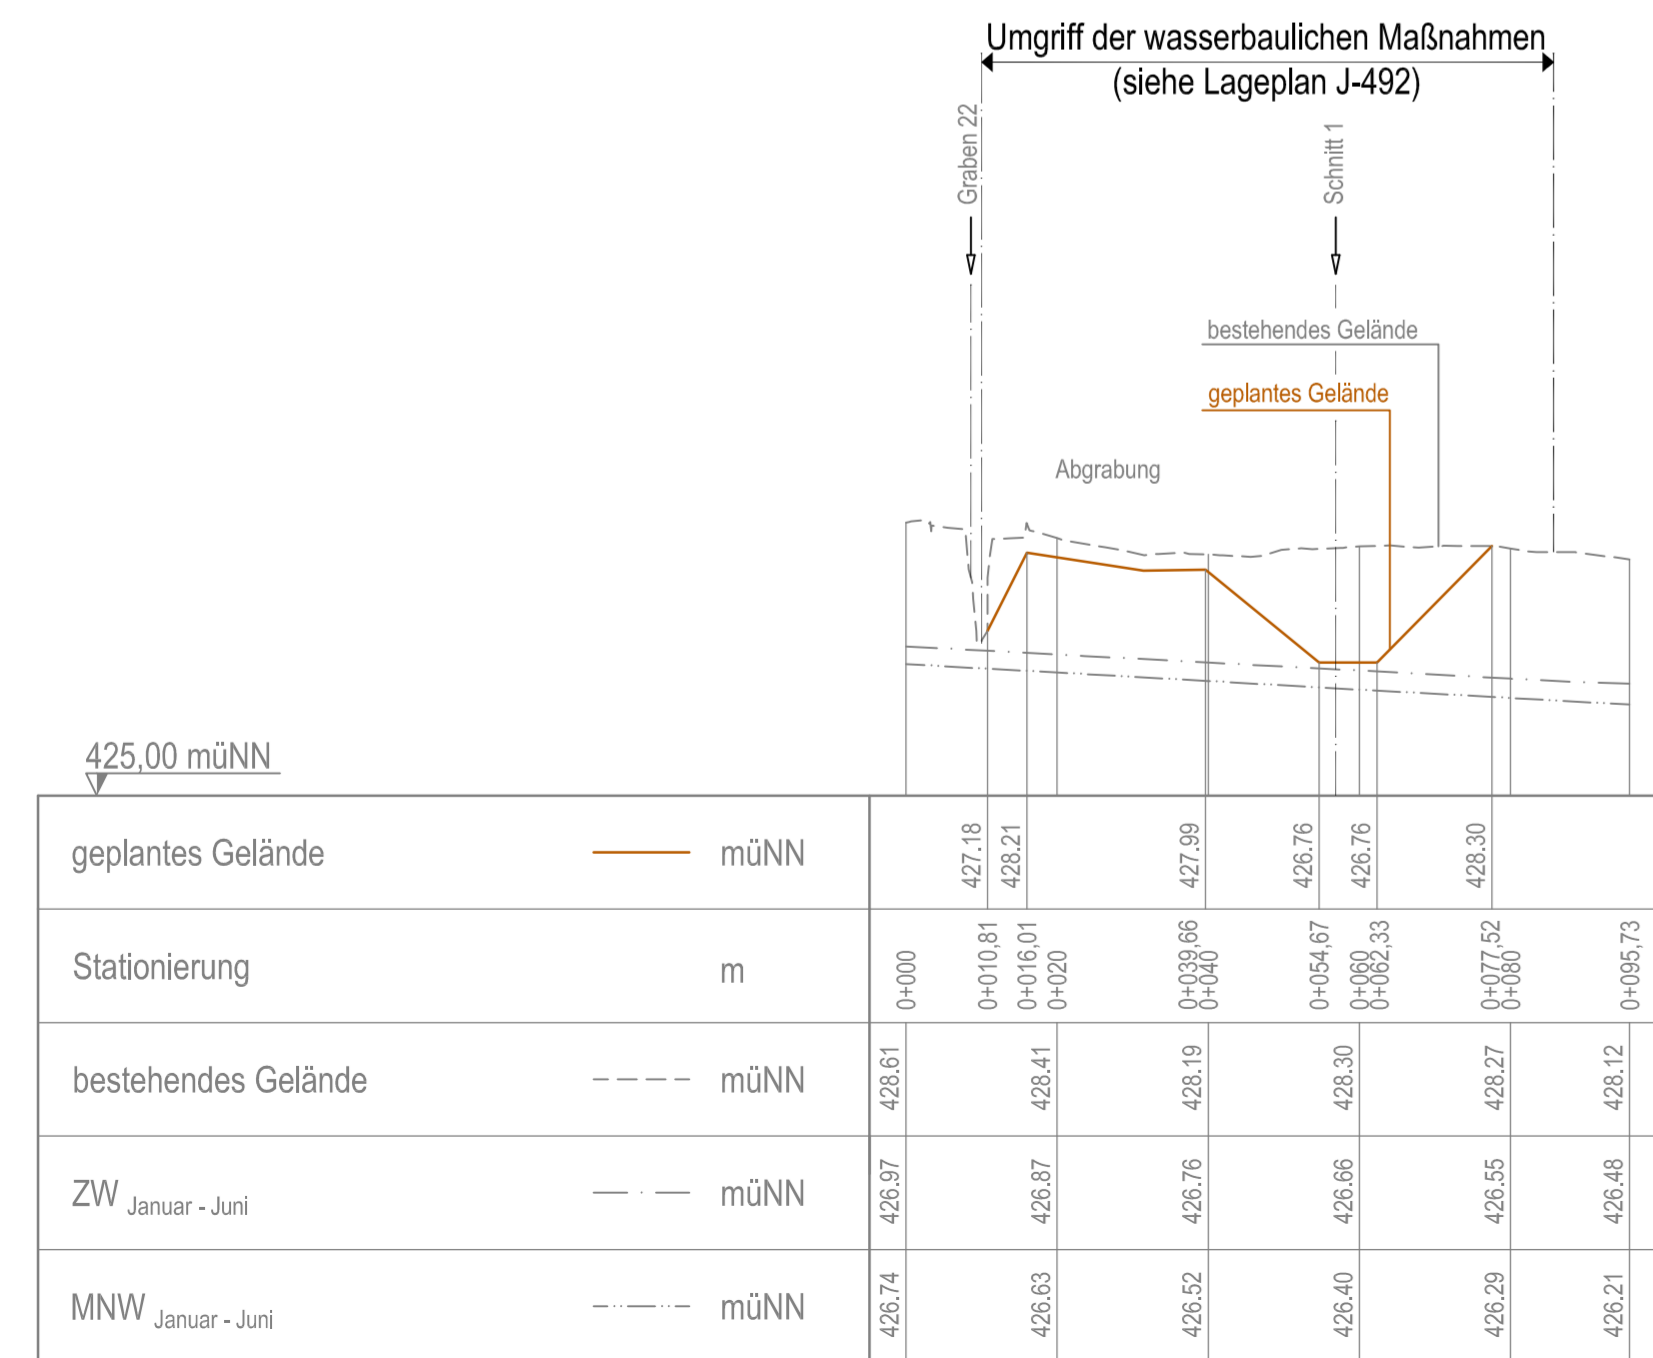 Umgriff der wasserbaulichen Maßnahmen
(siehe Lageplan J-492)
Graben 22
Schnitt 1
bestehendes Gelände
geplantes Gelände
Abgrabung
425,00 müNN
geplantes Gelände müNN 427.18 428.21 427.99 426.76 426.76 428.30
Stationierung m 0+000 0+010,81 0+016,01 0+020 0+039,66 0+040 0+054,67 0+060 0+062,33 0+077,52 0+080 0+095,73
bestehendes Gelände müNN 428.61 428.41 428.19 428.30 428.27 428.12
ZW Januar - Juni müNN 426.97 426.87 426.76 426.66 426.55 426.48
MNW Januar - Juni müNN 426.74 426.63 426.52 426.40 426.29 426.21